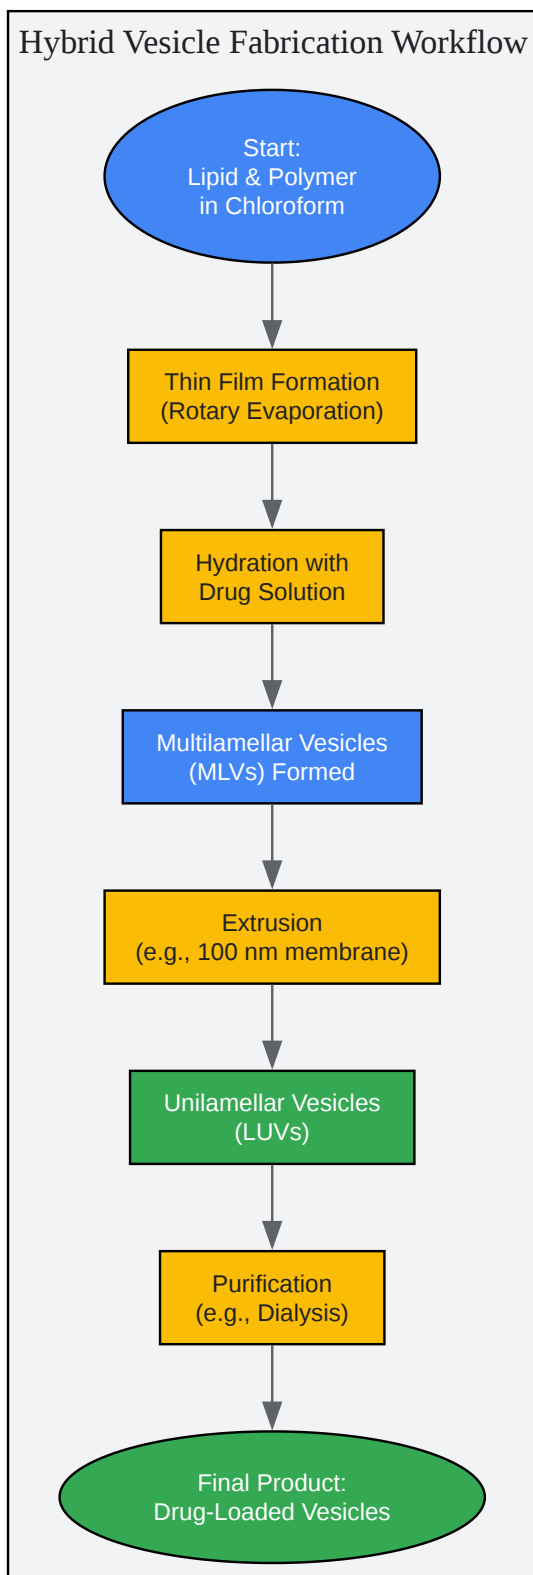 Hybrid Vesicle Fabrication Workflow
Start:
Lipid & Polymer
in Chloroform
Thin Film Formation
(Rotary Evaporation)
Hydration with
Drug Solution
Multilamellar Vesicles
(MLVs) Formed
Extrusion
(e.g., 100 nm membrane)
Unilamellar Vesicles
(LUVs)
Purification
(e.g., Dialysis)
Final Product:
Drug-Loaded Vesicles